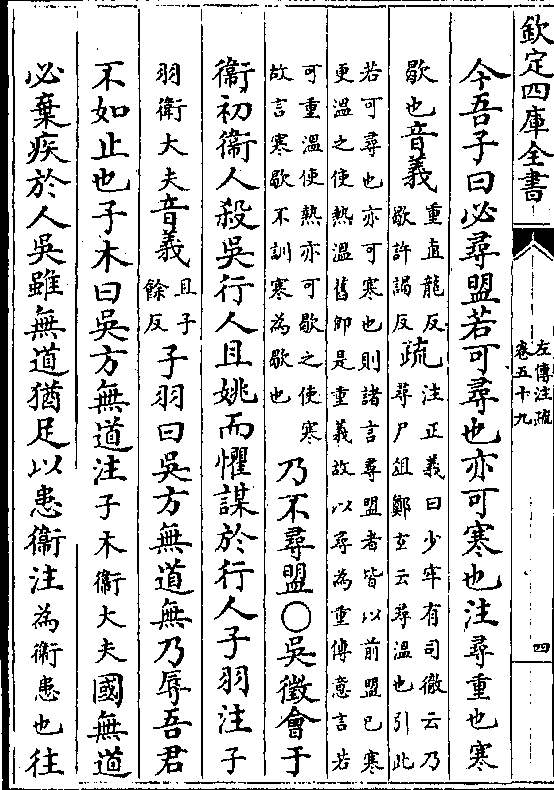 欽定四庫全書
左傳注疏
卷五十九
四
今吾子曰必尋盟若可尋也亦可寒也注尋重也寒
歇也音義重直龍反歇許謁反疏注正義曰少牢有司徹云乃尋尸俎鄭𤣥云尋溫也引此
若可尋也亦可寒也則諸言尋盟者皆以前盟已寒更溫之使熱溫舊即是重義故以尋為重傳意言若
可重溫使熱亦可歇之使寒故言寒歇不訓寒為歇也乃不尋盟○吳徵會于
衞初衞人殺吳行人且姚而懼謀於行人子羽注子
羽衛大夫音義且子餘反子羽曰吳方無道無乃辱吾君
不如止也子木曰吳方無道注子木衛大夫國無道
必棄疾於人吳雖無道猶足以患衞注為衛患也往